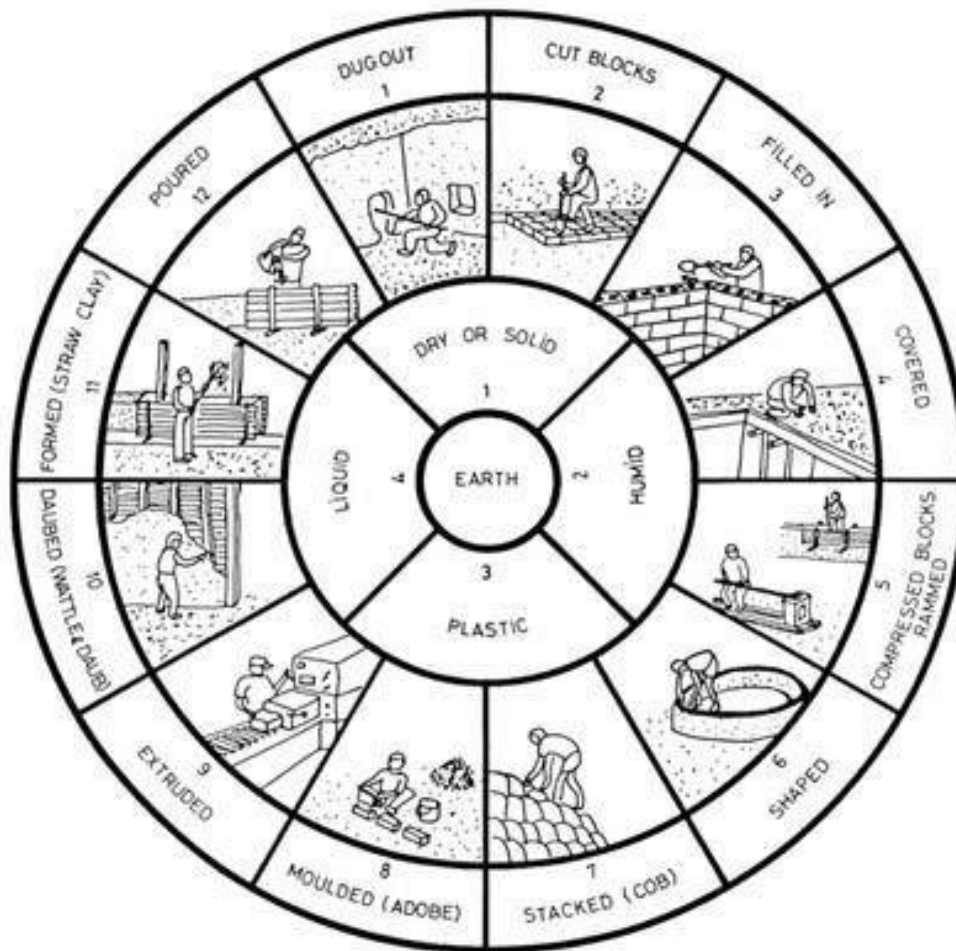 DUGOUT
1
CUT BLOCKS
2
FILLED IN
3
COVERED
4
COMPRESSED BLOCKS
RAMMED
5
SHAPED
6
STACKED (COB)
7
MOULDED (ADOBE)
8
EXTRUDED
9
DAUBED (WATTLE & DAUB)
10
FORMED (STRAW CLAY)
11
POURED
12
DRY OR SOLID
1
HUMID
2
PLASTIC
3
LIQUID
4
EARTH